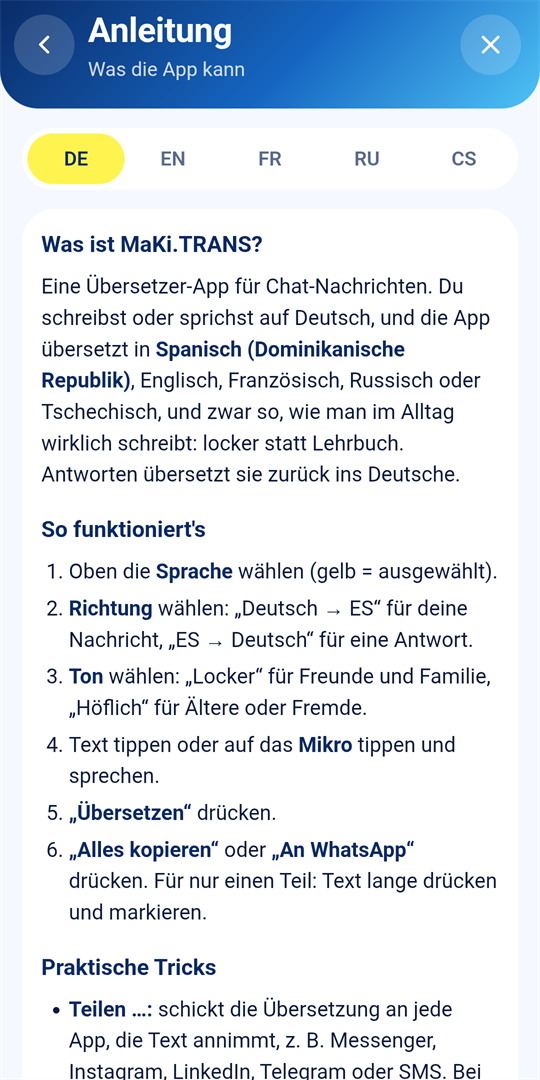 Anleitung
Was die App kann
DE EN FR RU CS
Was ist MaKi.TRANS?
Eine Übersetzer-App für Chat-Nachrichten. Du
schreibst oder sprichst auf Deutsch, und die App
übersetzt in Spanisch (Dominikanische
Republik), Englisch, Französisch, Russisch oder
Tschechisch, und zwar so, wie man im Alltag
wirklich schreibt: locker statt Lehrbuch.
Antworten übersetzt sie zurück ins Deutsche.
So funktioniert's
1. Oben die Sprache wählen (gelb = ausgewählt).
2. Richtung wählen: „Deutsch → ES“ für deine
Nachricht, „ES → Deutsch“ für eine Antwort.
3. Ton wählen: „Locker“ für Freunde und Familie,
„Höflich“ für Ältere oder Fremde.
4. Text tippen oder auf das Mikro tippen und
sprechen.
5. „Übersetzen“ drücken.
6. „Alles kopieren“ oder „An WhatsApp“
drücken. Für nur einen Teil: Text lange drücken
und markieren.
Praktische Tricks
• Teilen …: schickt die Übersetzung an jede
App, die Text annimmt, z. B. Messenger,
Instagram, LinkedIn, Telegram oder SMS. Bei